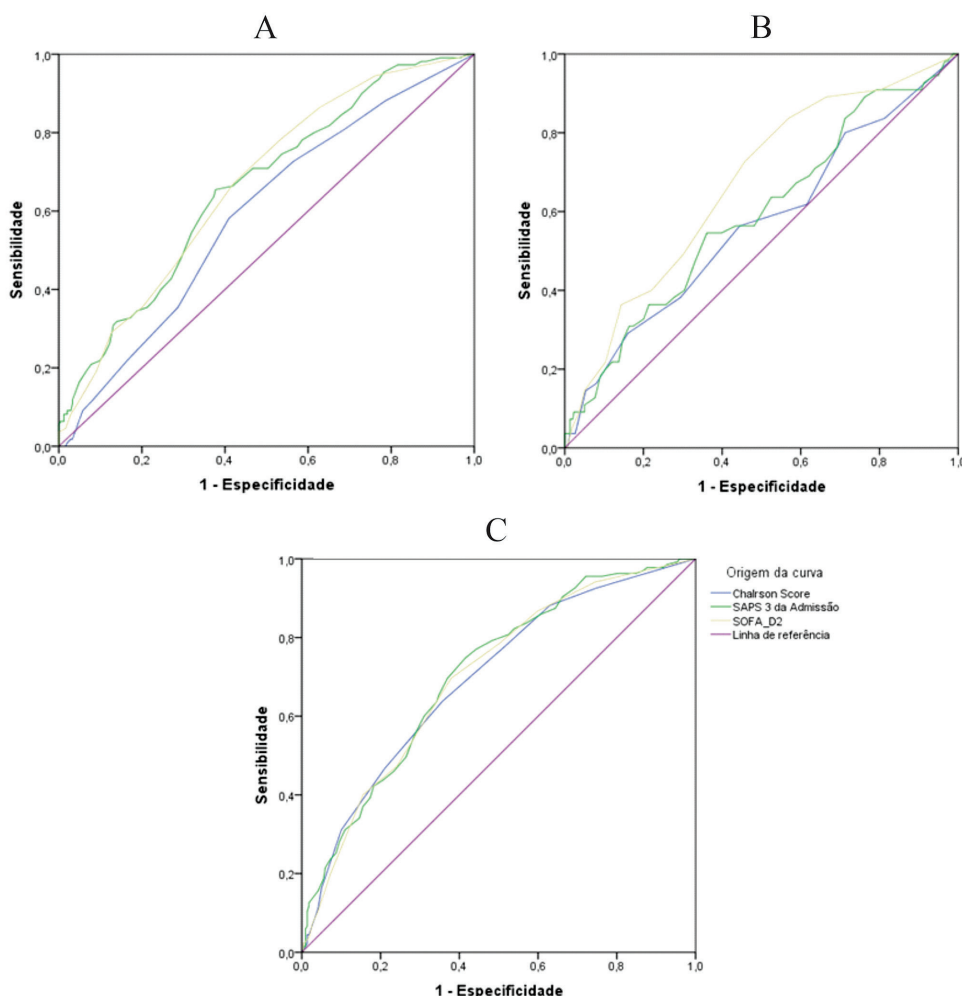 A
1,0
0,8
0,6
0,4
0,2
0,0
Sensibilidade
0,0 0,2 0,4 0,6 0,8 1,0
1 - Especificidade
B
1,0
0,8
0,6
0,4
0,2
0,0
Sensibilidade
0,0 0,2 0,4 0,6 0,8 1,0
1 - Especificidade
C
1,0
0,8
0,6
0,4
0,2
0,0
Sensibilidade
0,0 0,2 0,4 0,6 0,8 1,0
1 - Especificidade
Origem da curva
Chalrson Score
SAPS 3 da Admissão
SOFA_D2
Linha de referência